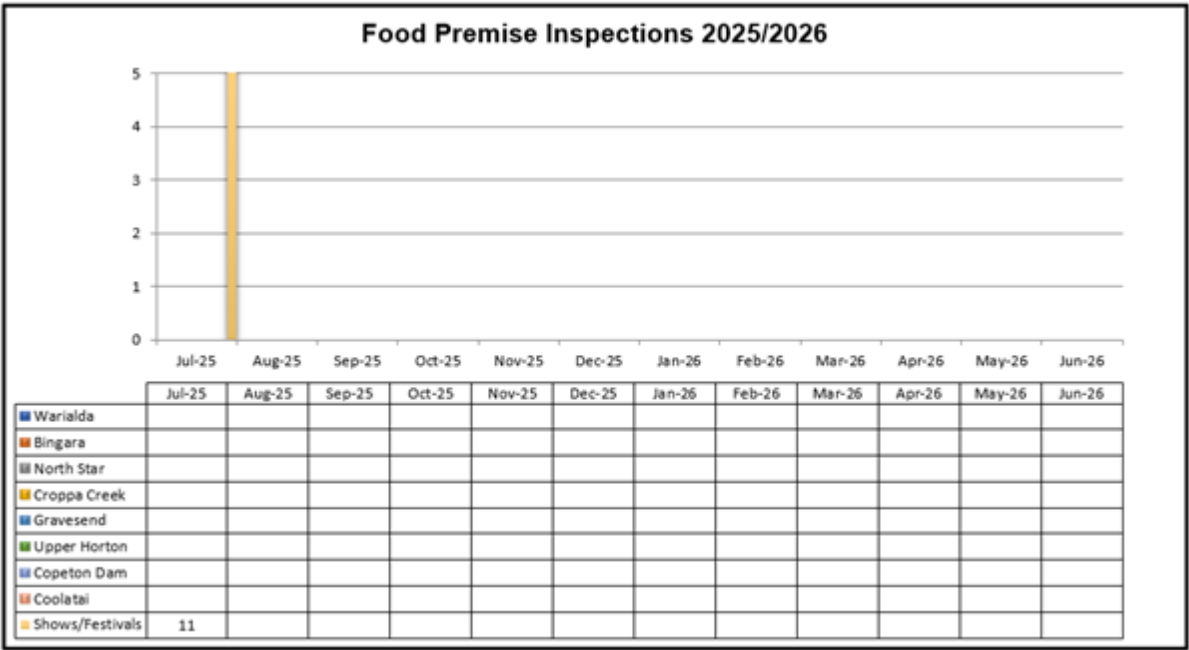 Food Premise Inspections 2025/2026
5
4
3
2
1
0
Jul-25 Aug-25 Sep-25 Oct-25 Nov-25 Dec-25 Jan-26 Feb-26 Mar-26 Apr-26 May-26 Jun-26
Jul-25 Aug-25 Sep-25 Oct-25 Nov-25 Dec-25 Jan-26 Feb-26 Mar-26 Apr-26 May-26 Jun-26
Warialda
Bingara
North Star
Croppa Creek
Gravesend
Upper Horton
Copeton Dam
Coolatai
Shows/Festivals 11